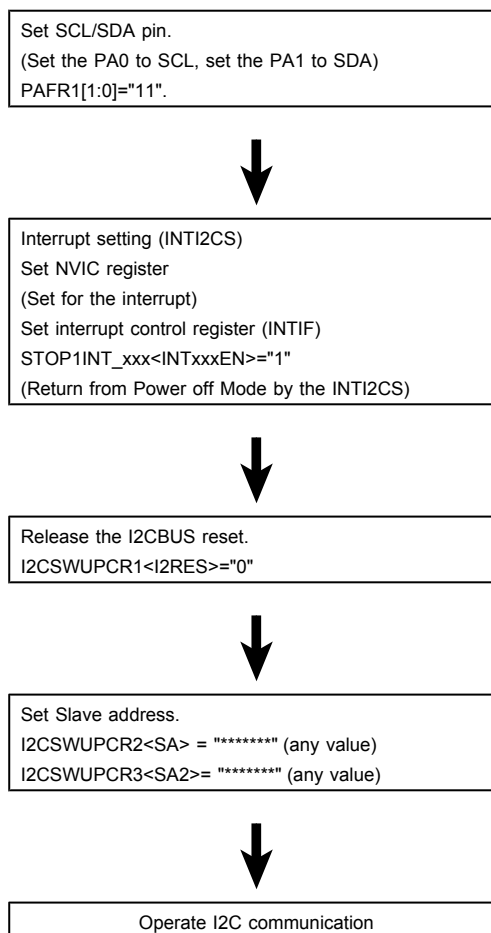 Set SCL/SDA pin.
(Set the PA0 to SCL, set the PA1 to SDA)
PAFR1[1:0]="11".
Interrupt setting (INTI2CS)
Set NVIC register
(Set for the interrupt)
Set interrupt control register (INTIF)
STOP1INT_xxx<INTxxxEN>="1"
(Return from Power off Mode by the INTI2CS)
Release the I2CBUS reset.
I2CSWUPCR1<I2RES>="0"
Set Slave address.
I2CSWUPCR2<SA> = "*******" (any value)
I2CSWUPCR3<SA2>= "*******" (any value)
Operate I2C communication